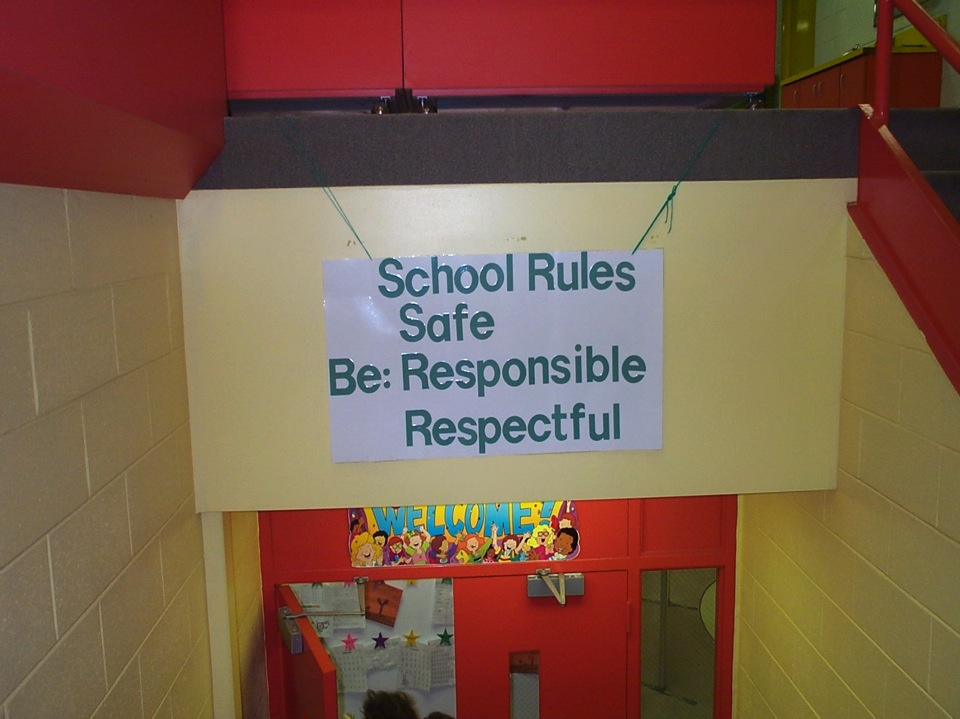 School Rules
Safe
Be: Responsible
Respectful
WELCOME!